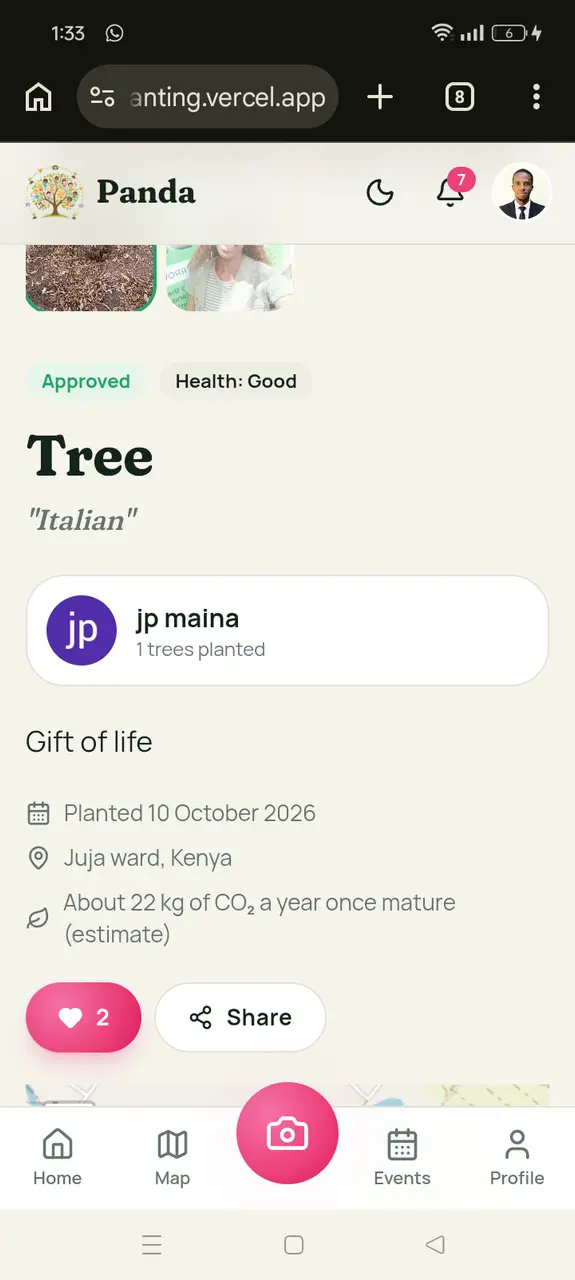 1:33
6
anting.vercel.app
8
Panda
7
Approved
Health: Good
Tree
"Italian"
jp
jp maina
1 trees planted
Gift of life
Planted 10 October 2026
Juja ward, Kenya
About 22 kg of CO₂ a year once mature
(estimate)
2
Share
Home
Map
Events
Profile